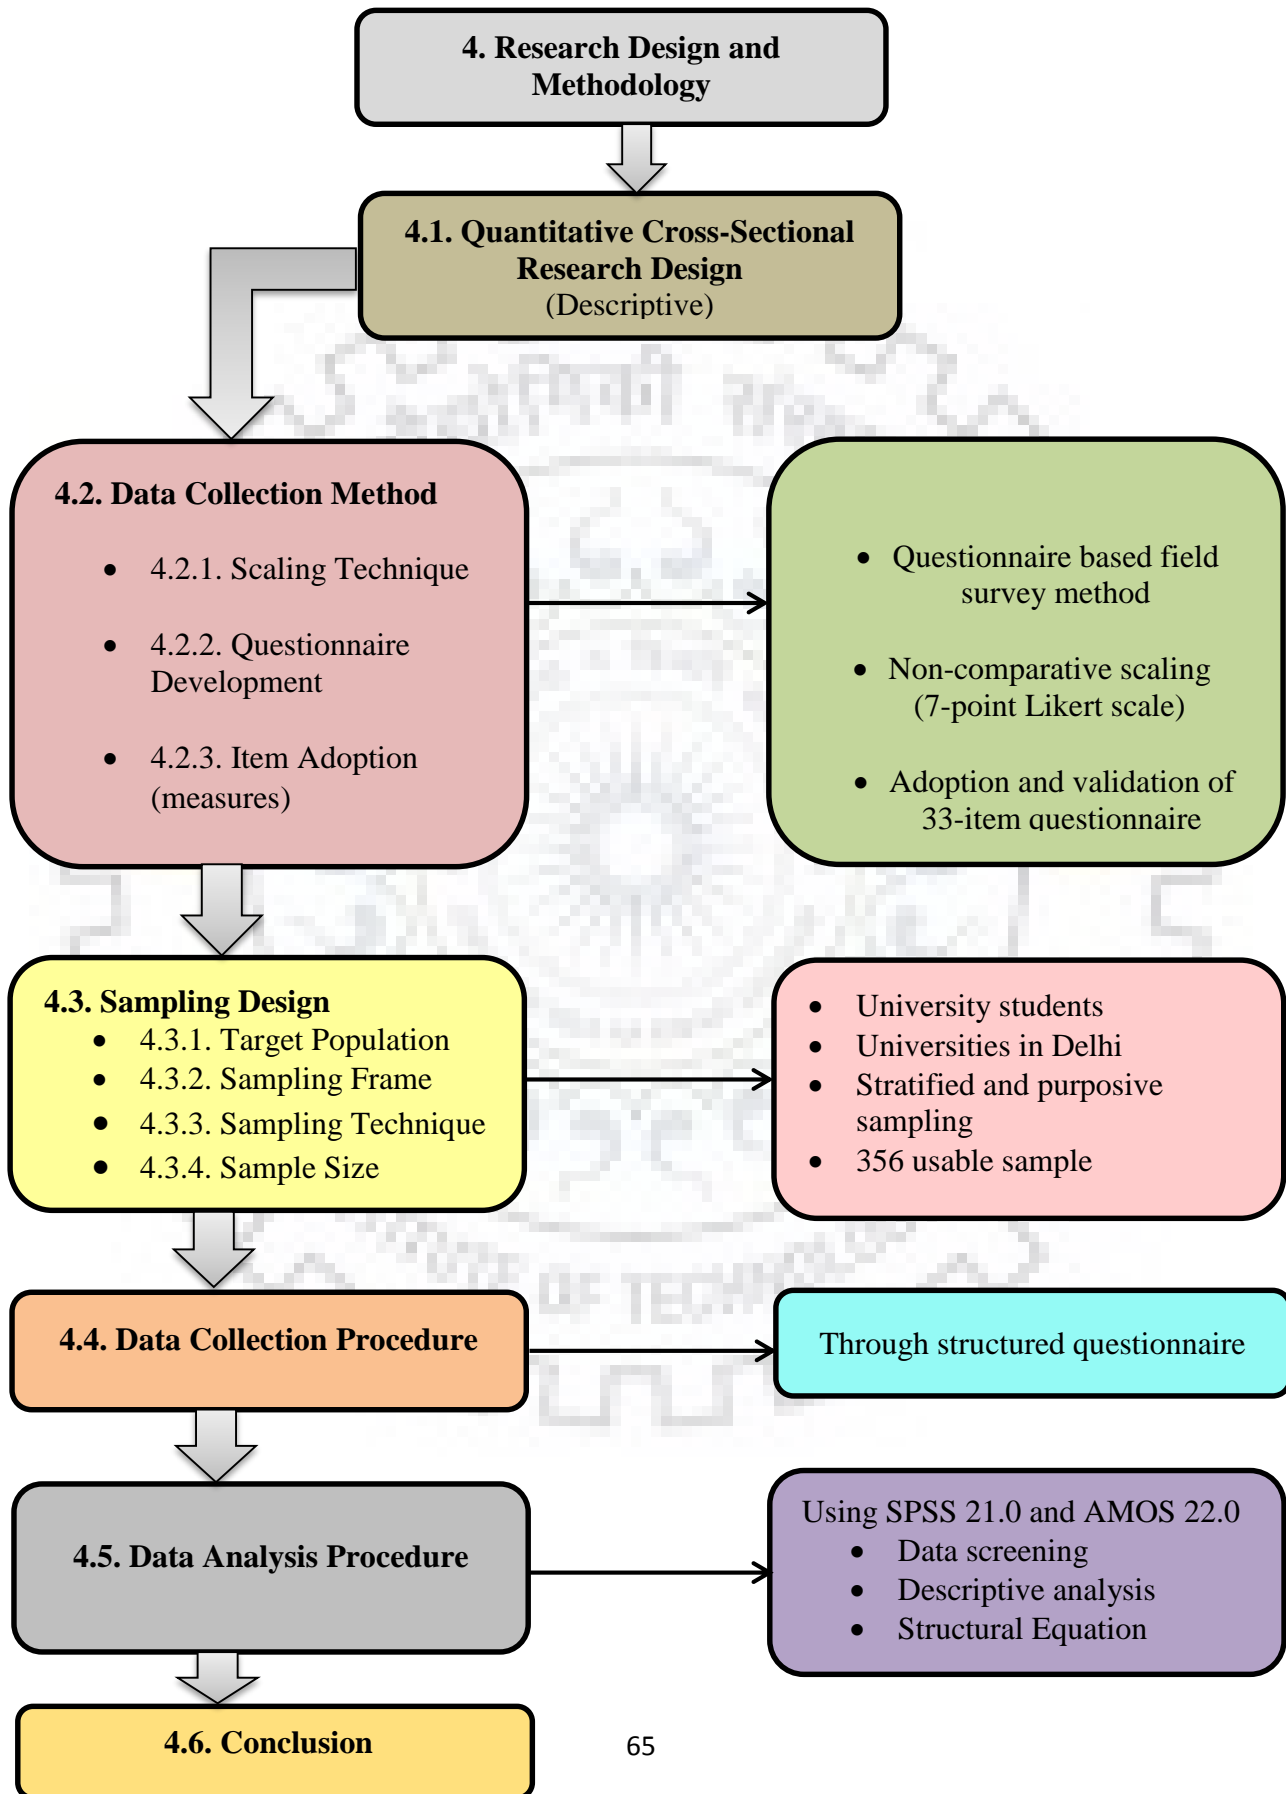 4. Research Design and
Methodology
4.1. Quantitative Cross-Sectional
Research Design
(Descriptive)
4.2. Data Collection Method
• 4.2.1. Scaling Technique
• 4.2.2. Questionnaire
Development
• 4.2.3. Item Adoption
(measures)
• Questionnaire based field
survey method
• Non-comparative scaling
(7-point Likert scale)
• Adoption and validation of
33-item questionnaire
4.3. Sampling Design
• 4.3.1. Target Population
• 4.3.2. Sampling Frame
• 4.3.3. Sampling Technique
• 4.3.4. Sample Size
• University students
• Universities in Delhi
• Stratified and purposive
sampling
• 356 usable sample
4.4. Data Collection Procedure
Through structured questionnaire
4.5. Data Analysis Procedure
Using SPSS 21.0 and AMOS 22.0
• Data screening
• Descriptive analysis
• Structural Equation
4.6. Conclusion
65
OF